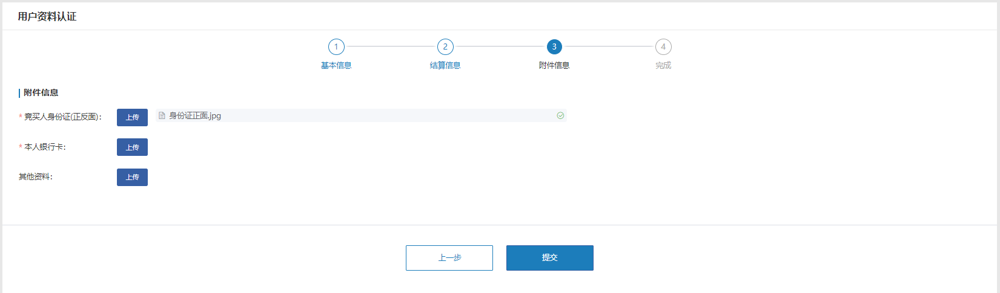 用户资料认证
1 2 3 4
基本信息 结算信息 附件信息 完成
附件信息
* 竞买人身份证(正反面)： 上传 身份证正面.jpg
* 本人银行卡： 上传
其他资料： 上传
上一步 提交